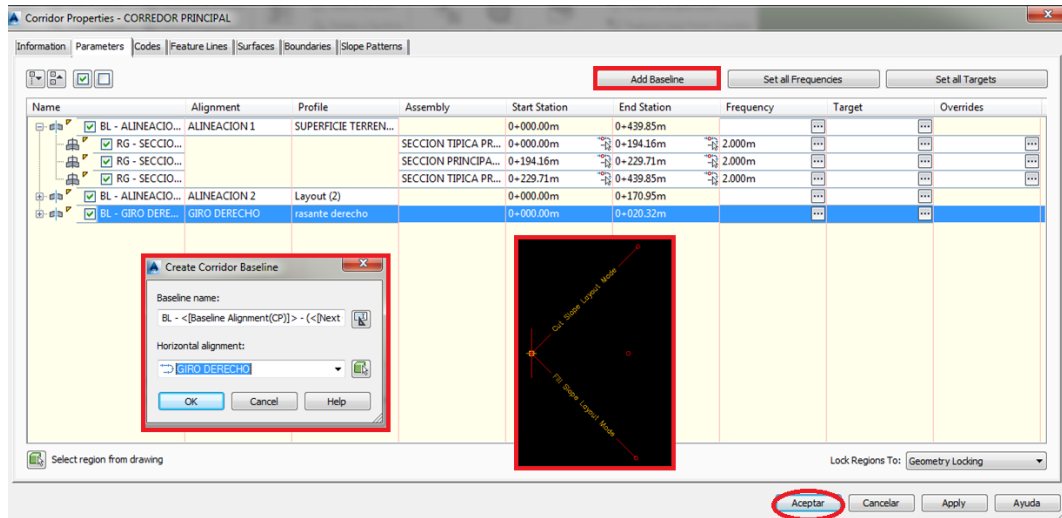 Corridor Properties - CORREDOR PRINCIPAL
Information Parameters Codes Feature Lines Surfaces Boundaries Slope Patterns
Add Baseline Set all Frequencies Set all Targets
Name Alignment Profile Assembly Start Station End Station Frequency Target Overrides
BL - ALINEACIO... ALINEACION 1 SUPERFICIE TERREN... 0+000.00m 0+439.85m
RG - SECCIO... SECCION TIPICA PR... 0+000.00m 0+194.16m 2.000m
RG - SECCIO... SECCION PRINCIPA... 0+194.16m 0+229.71m 2.000m
RG - SECCIO... SECCION TIPICA PR... 0+229.71m 0+439.85m 2.000m
BL - ALINEACIO... ALINEACION 2 Layout (2) 0+000.00m 0+170.95m
BL - GIRO DERE... GIRO DERECHO rasante derecho 0+000.00m 0+020.32m
Create Corridor Baseline
Baseline name:
BL - <[Baseline Alignment(CP)]> - (<[Next
Horizontal alignment:
GIRO DERECHO
OK Cancel Help
Cut Slope Layout Mode
Fill Slope Layout Mode
Select region from drawing
Lock Regions To: Geometry Locking
Aceptar Cancelar Apply Ayuda